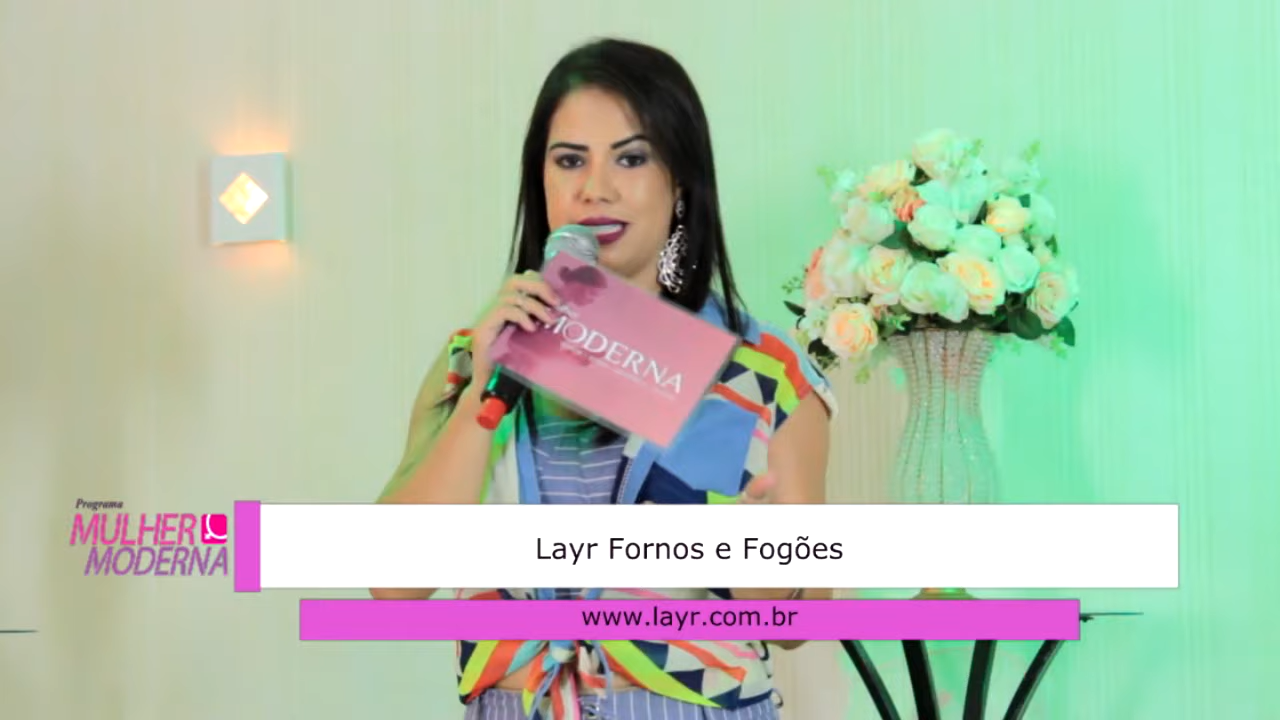 MODERNA
Programa
MULHER
MODERNA
Layr Fornos e Fogões
www.layr.com.br